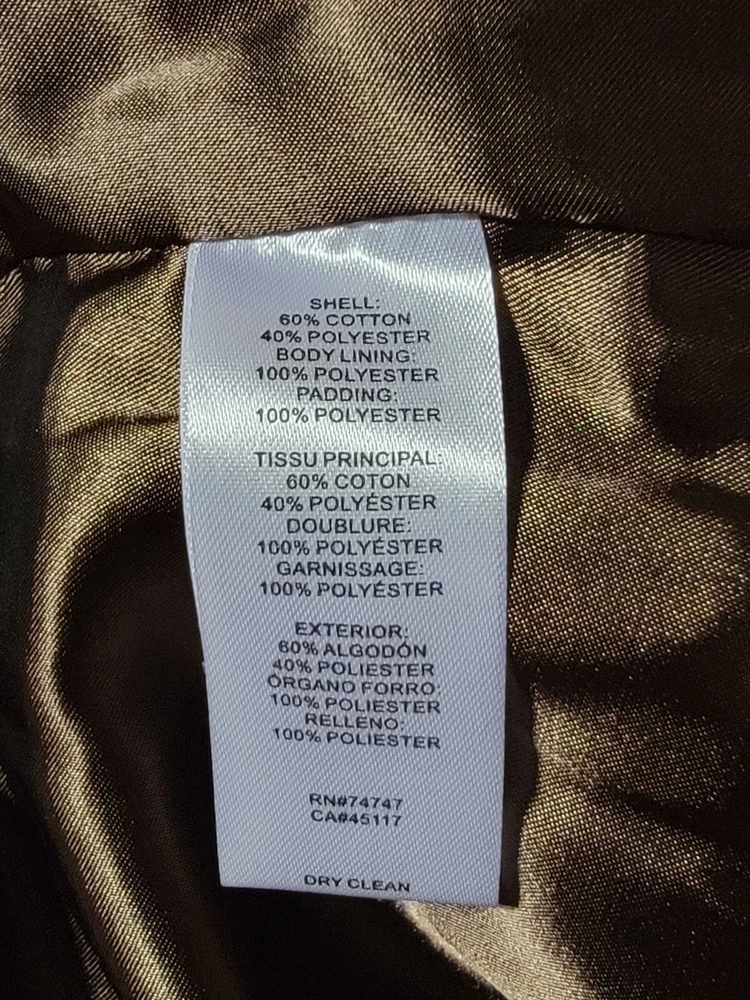 SHELL:
60% COTTON
40% POLYESTER
BODY LINING:
100% POLYESTER
PADDING:
100% POLYESTER
TISSU PRINCIPAL:
60% COTON
40% POLYÉSTER
DOUBLURE:
100% POLYÉSTER
GARNISSAGE:
100% POLYÉSTER
EXTERIOR:
60% ALGODÓN
40% POLIESTER
ÓRGANO FORRO:
100% POLIESTER
RELLENO:
100% POLIESTER
RN#74747
CA#45117
DRY CLEAN